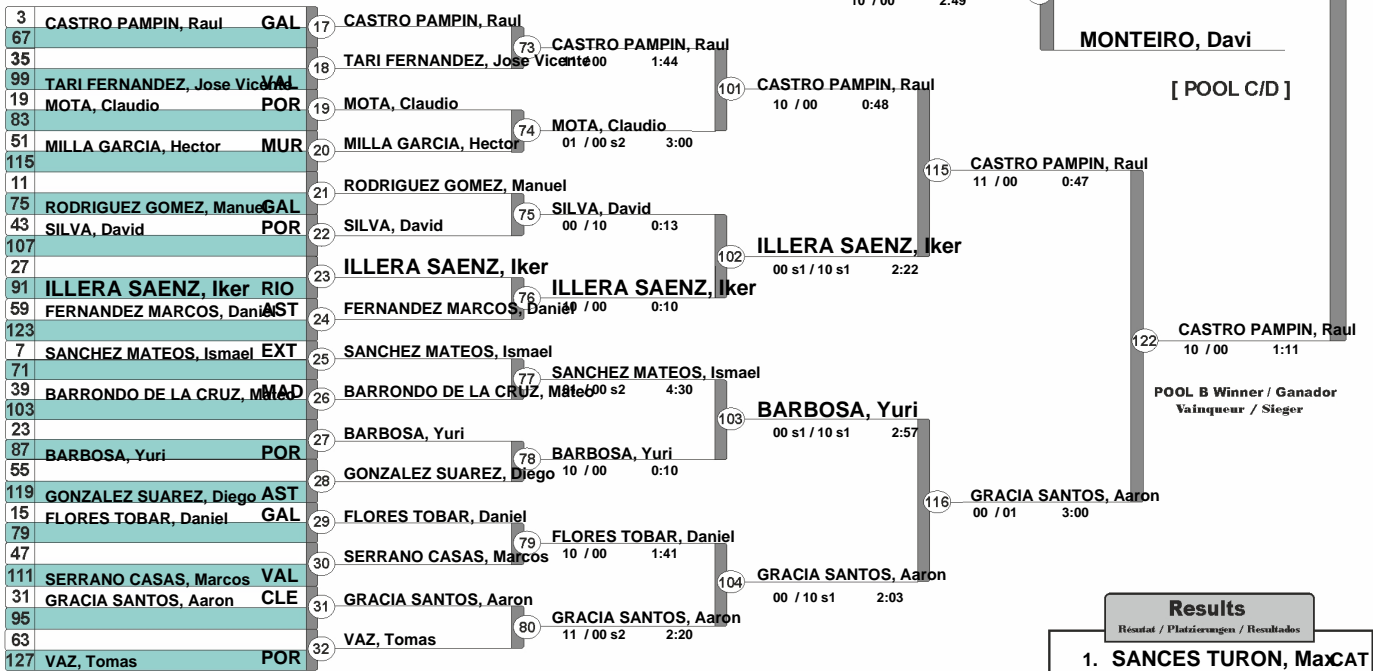 10 / 00 2:49
MONTEIRO, Davi
[ POOL C/D ]
3 CASTRO PAMPIN, Raul GAL
67
35
99 TARI FERNANDEZ, Jose Vicente VAL
19 MOTA, Claudio POR
83
51 MILLA GARCIA, Hector MUR
115
11
75 RODRIGUEZ GOMEZ, Manuel GAL
43 SILVA, David POR
107
27
91 ILLERA SAENZ, Iker RIO
59 FERNANDEZ MARCOS, Daniel AST
123
7 SANCHEZ MATEOS, Ismael EXT
71
39 BARRONDO DE LA CRUZ, Mateo MAD
103
23
87 BARBOSA, Yuri POR
55
119 GONZALEZ SUAREZ, Diego AST
15 FLORES TOBAR, Daniel GAL
79
47
111 SERRANO CASAS, Marcos VAL
31 GRACIA SANTOS, Aaron CLE
95
63
127 VAZ, Tomas POR
17 CASTRO PAMPIN, Raul
18 TARI FERNANDEZ, Jose Vicente
19 MOTA, Claudio
20 MILLA GARCIA, Hector
21 RODRIGUEZ GOMEZ, Manuel
22 SILVA, David
23 ILLERA SAENZ, Iker
24 FERNANDEZ MARCOS, Daniel
25 SANCHEZ MATEOS, Ismael
26 BARRONDO DE LA CRUZ, Mateo
27 BARBOSA, Yuri
28 GONZALEZ SUAREZ, Diego
29 FLORES TOBAR, Daniel
30 SERRANO CASAS, Marcos
31 GRACIA SANTOS, Aaron
32 VAZ, Tomas
73 CASTRO PAMPIN, Raul
/ 00 1:44
74 MOTA, Claudio
01 / 00 s2 3:00
75 SILVA, David
00 / 10 0:13
76 ILLERA SAENZ, Iker
10 / 00 0:10
77 SANCHEZ MATEOS, Ismael
/ 00 s2 4:30
78 BARBOSA, Yuri
10 / 00 0:10
79 FLORES TOBAR, Daniel
10 / 00 1:41
80 GRACIA SANTOS, Aaron
11 / 00 s2 2:20
101 CASTRO PAMPIN, Raul
10 / 00 0:48
102 ILLERA SAENZ, Iker
00 s1 / 10 s1 2:22
103 BARBOSA, Yuri
00 s1 / 10 s1 2:57
104 GRACIA SANTOS, Aaron
00 / 10 s1 2:03
115 CASTRO PAMPIN, Raul
11 / 00 0:47
116 GRACIA SANTOS, Aaron
00 / 01 3:00
122 CASTRO PAMPIN, Raul
10 / 00 1:11
POOL B Winner / Ganador
Vainqueur / Sieger
Results
Résutat / Platzierungen / Resultados
1. SANCES TURON, Max CAT